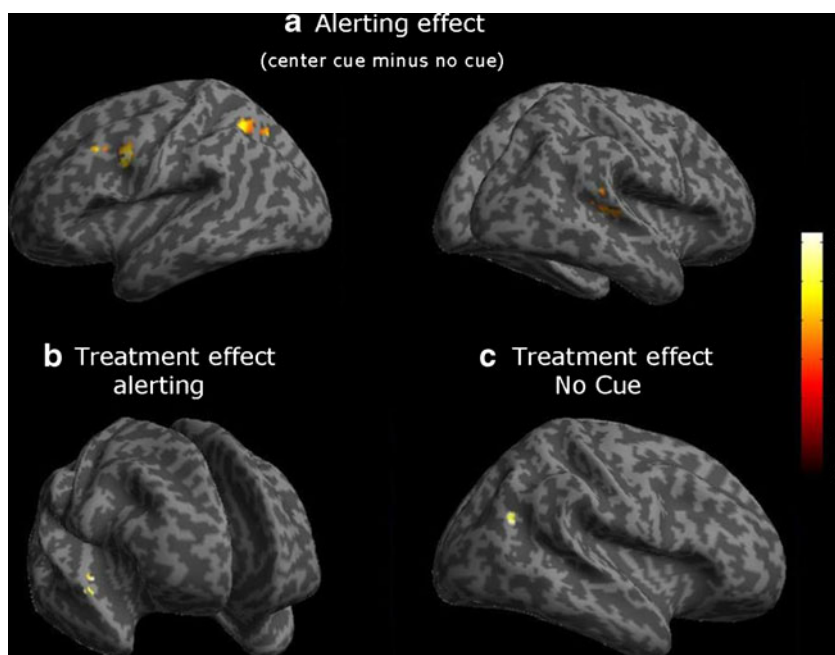 a Alerting effect
(center cue minus no cue)
b Treatment effect
alerting
c Treatment effect
No Cue